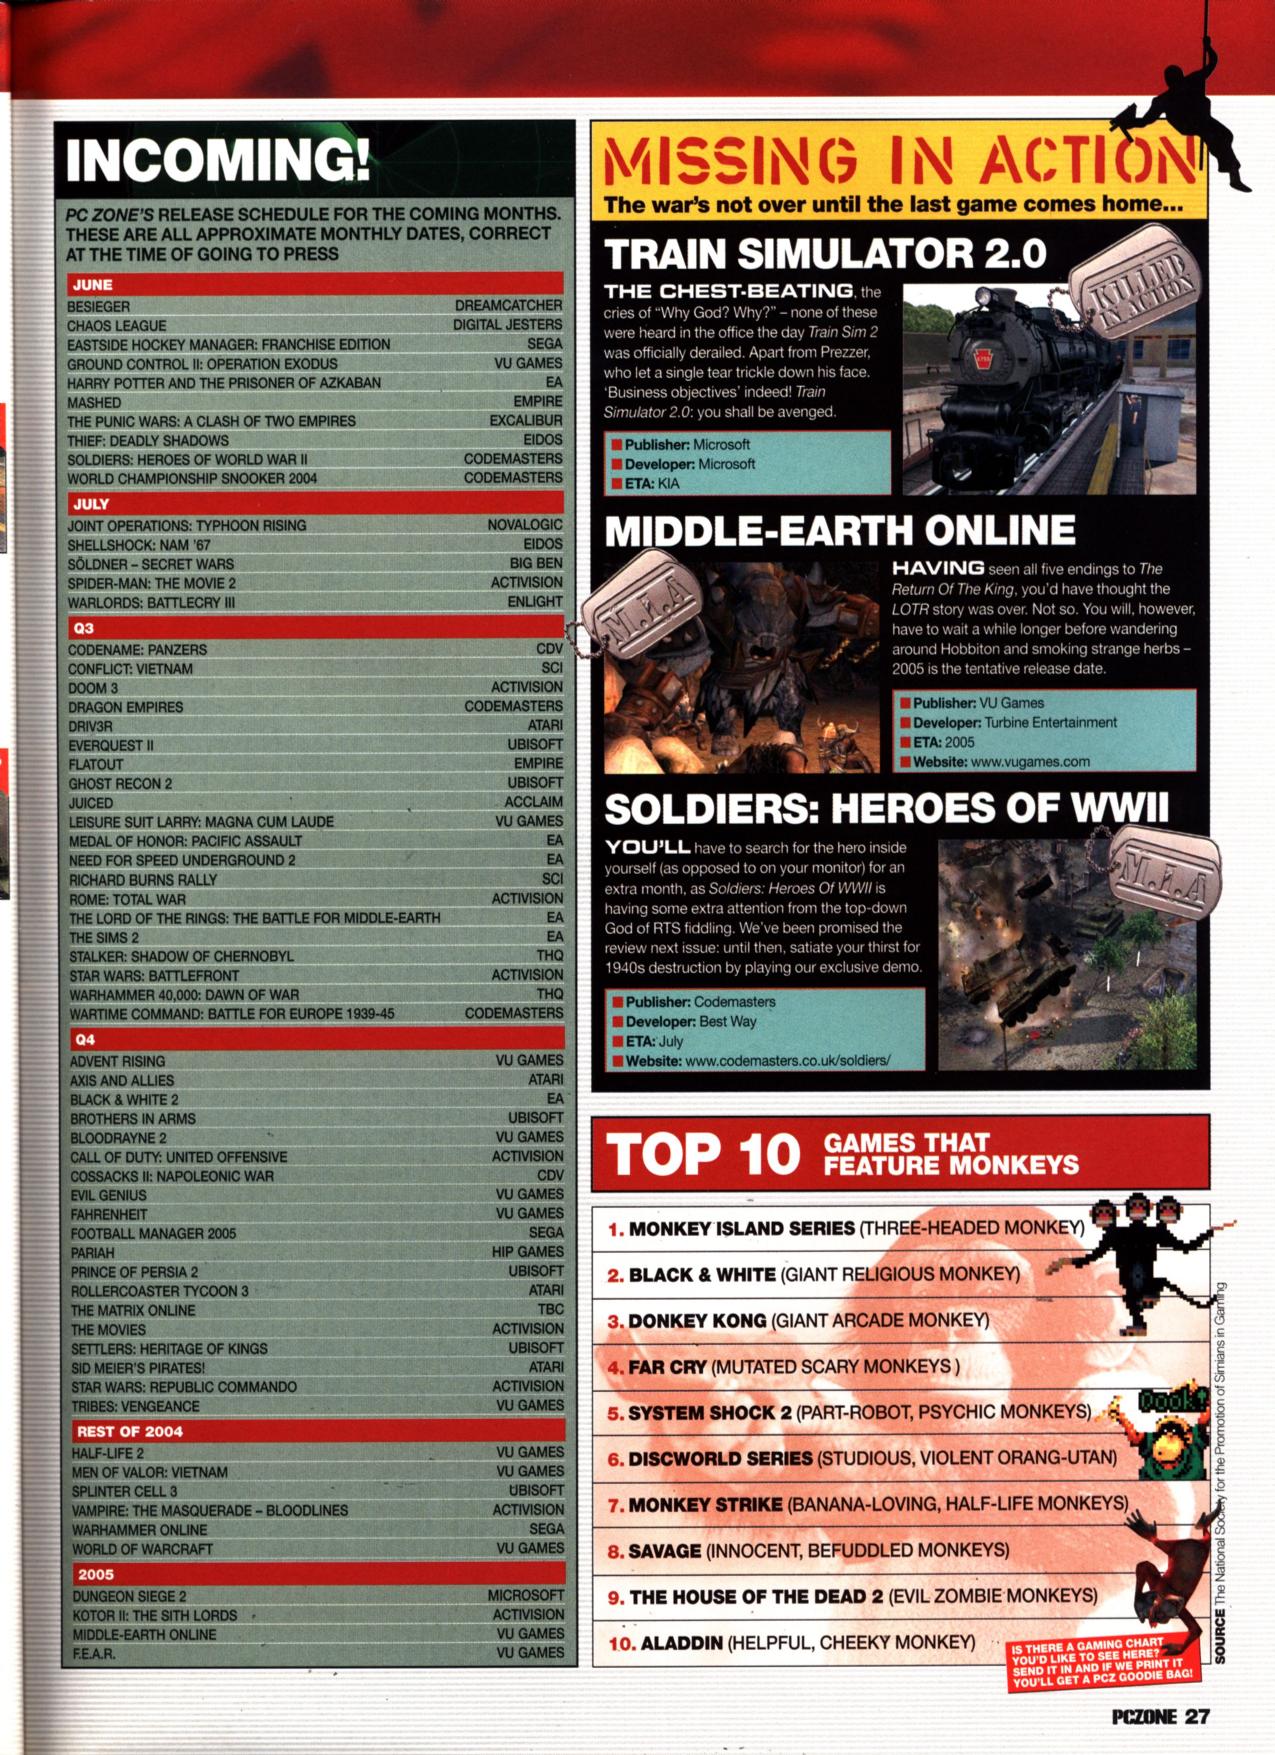 INCOMING!
PC ZONE'S RELEASE SCHEDULE FOR THE COMING MONTHS.
THESE ARE ALL APPROXIMATE MONTHLY DATES, CORRECT
AT THE TIME OF GOING TO PRESS
JUNE
BESIEGER DREAMCATCHER
CHAOS LEAGUE DIGITAL JESTERS
EASTSIDE HOCKEY MANAGER: FRANCHISE EDITION SEGA
GROUND CONTROL II: OPERATION EXODUS VU GAMES
HARRY POTTER AND THE PRISONER OF AZKABAN EA
MASHED EMPIRE
THE PUNIC WARS: A CLASH OF TWO EMPIRES EXCALIBUR
THIEF: DEADLY SHADOWS EIDOS
SOLDIERS: HEROES OF WORLD WAR II CODEMASTERS
WORLD CHAMPIONSHIP SNOOKER 2004 CODEMASTERS
JULY
JOINT OPERATIONS: TYPHOON RISING NOVALOGIC
SHELLSHOCK: NAM '67 EIDOS
SÖLDNER – SECRET WARS BIG BEN
SPIDER-MAN: THE MOVIE 2 ACTIVISION
WARLORDS: BATTLECRY III ENLIGHT
Q3
CODENAME: PANZERS CDV
CONFLICT: VIETNAM SCI
DOOM 3 ACTIVISION
DRAGON EMPIRES CODEMASTERS
DRIV3R ATARI
EVERQUEST II UBISOFT
FLATOUT EMPIRE
GHOST RECON 2 UBISOFT
JUICED ACCLAIM
LEISURE SUIT LARRY: MAGNA CUM LAUDE VU GAMES
MEDAL OF HONOR: PACIFIC ASSAULT EA
NEED FOR SPEED UNDERGROUND 2 EA
RICHARD BURNS RALLY SCI
ROME: TOTAL WAR ACTIVISION
THE LORD OF THE RINGS: THE BATTLE FOR MIDDLE-EARTH EA
THE SIMS 2 EA
STALKER: SHADOW OF CHERNOBYL THQ
STAR WARS: BATTLEFRONT ACTIVISION
WARHAMMER 40,000: DAWN OF WAR THQ
WARTIME COMMAND: BATTLE FOR EUROPE 1939-45 CODEMASTERS
Q4
ADVENT RISING VU GAMES
AXIS AND ALLIES ATARI
BLACK & WHITE 2 EA
BROTHERS IN ARMS UBISOFT
BLOODRAYNE 2 VU GAMES
CALL OF DUTY: UNITED OFFENSIVE ACTIVISION
COSSACKS II: NAPOLEONIC WAR CDV
EVIL GENIUS VU GAMES
FAHRENHEIT VU GAMES
FOOTBALL MANAGER 2005 SEGA
PARIAH HIP GAMES
PRINCE OF PERSIA 2 UBISOFT
ROLLERCOASTER TYCOON 3 ATARI
THE MATRIX ONLINE TBC
THE MOVIES ACTIVISION
SETTLERS: HERITAGE OF KINGS UBISOFT
SID MEIER'S PIRATES! ATARI
STAR WARS: REPUBLIC COMMANDO ACTIVISION
TRIBES: VENGEANCE VU GAMES
REST OF 2004
HALF-LIFE 2 VU GAMES
MEN OF VALOR: VIETNAM VU GAMES
SPLINTER CELL 3 UBISOFT
VAMPIRE: THE MASQUERADE – BLOODLINES ACTIVISION
WARHAMMER ONLINE SEGA
WORLD OF WARCRAFT VU GAMES
2005
DUNGEON SIEGE 2 MICROSOFT
KOTOR II: THE SITH LORDS ACTIVISION
MIDDLE-EARTH ONLINE VU GAMES
F.E.A.R. VU GAMES
MISSING IN ACTION
The war's not over until the last game comes home...
TRAIN SIMULATOR 2.0
THE CHEST-BEATING, the
cries of "Why God? Why?" – none of these
were heard in the office the day Train Sim 2
was officially derailed. Apart from Prezzer,
who let a single tear trickle down his face.
'Business objectives' indeed! Train
Simulator 2.0: you shall be avenged.
Publisher: Microsoft
Developer: Microsoft
ETA: KIA
KILLED
IN ACTION
MIDDLE-EARTH ONLINE
M.I.A
HAVING seen all five endings to The
Return Of The King, you'd have thought the
LOTR story was over. Not so. You will, however,
have to wait a while longer before wandering
around Hobbiton and smoking strange herbs –
2005 is the tentative release date.
Publisher: VU Games
Developer: Turbine Entertainment
ETA: 2005
Website: www.vugames.com
SOLDIERS: HEROES OF WWII
YOU'LL have to search for the hero inside
yourself (as opposed to on your monitor) for an
extra month, as Soldiers: Heroes Of WWII is
having some extra attention from the top-down
God of RTS fiddling. We've been promised the
review next issue: until then, satiate your thirst for
1940s destruction by playing our exclusive demo.
Publisher: Codemasters
Developer: Best Way
ETA: July
Website: www.codemasters.co.uk/soldiers/
M.I.A
TOP 10 GAMES THAT
FEATURE MONKEYS
1. MONKEY ISLAND SERIES (THREE-HEADED MONKEY)
2. BLACK & WHITE (GIANT RELIGIOUS MONKEY)
3. DONKEY KONG (GIANT ARCADE MONKEY)
4. FAR CRY (MUTATED SCARY MONKEYS )
5. SYSTEM SHOCK 2 (PART-ROBOT, PSYCHIC MONKEYS)
6. DISCWORLD SERIES (STUDIOUS, VIOLENT ORANG-UTAN)
7. MONKEY STRIKE (BANANA-LOVING, HALF-LIFE MONKEYS)
8. SAVAGE (INNOCENT, BEFUDDLED MONKEYS)
9. THE HOUSE OF THE DEAD 2 (EVIL ZOMBIE MONKEYS)
10. ALADDIN (HELPFUL, CHEEKY MONKEY)
Oook!
IS THERE A GAMING CHART
YOU'D LIKE TO SEE HERE?
SEND IT IN AND IF WE PRINT IT
YOU'LL GET A PCZ GOODIE BAG!
SOURCE The National Society for the Promotion of Simians in Gaming
PCZONE 27